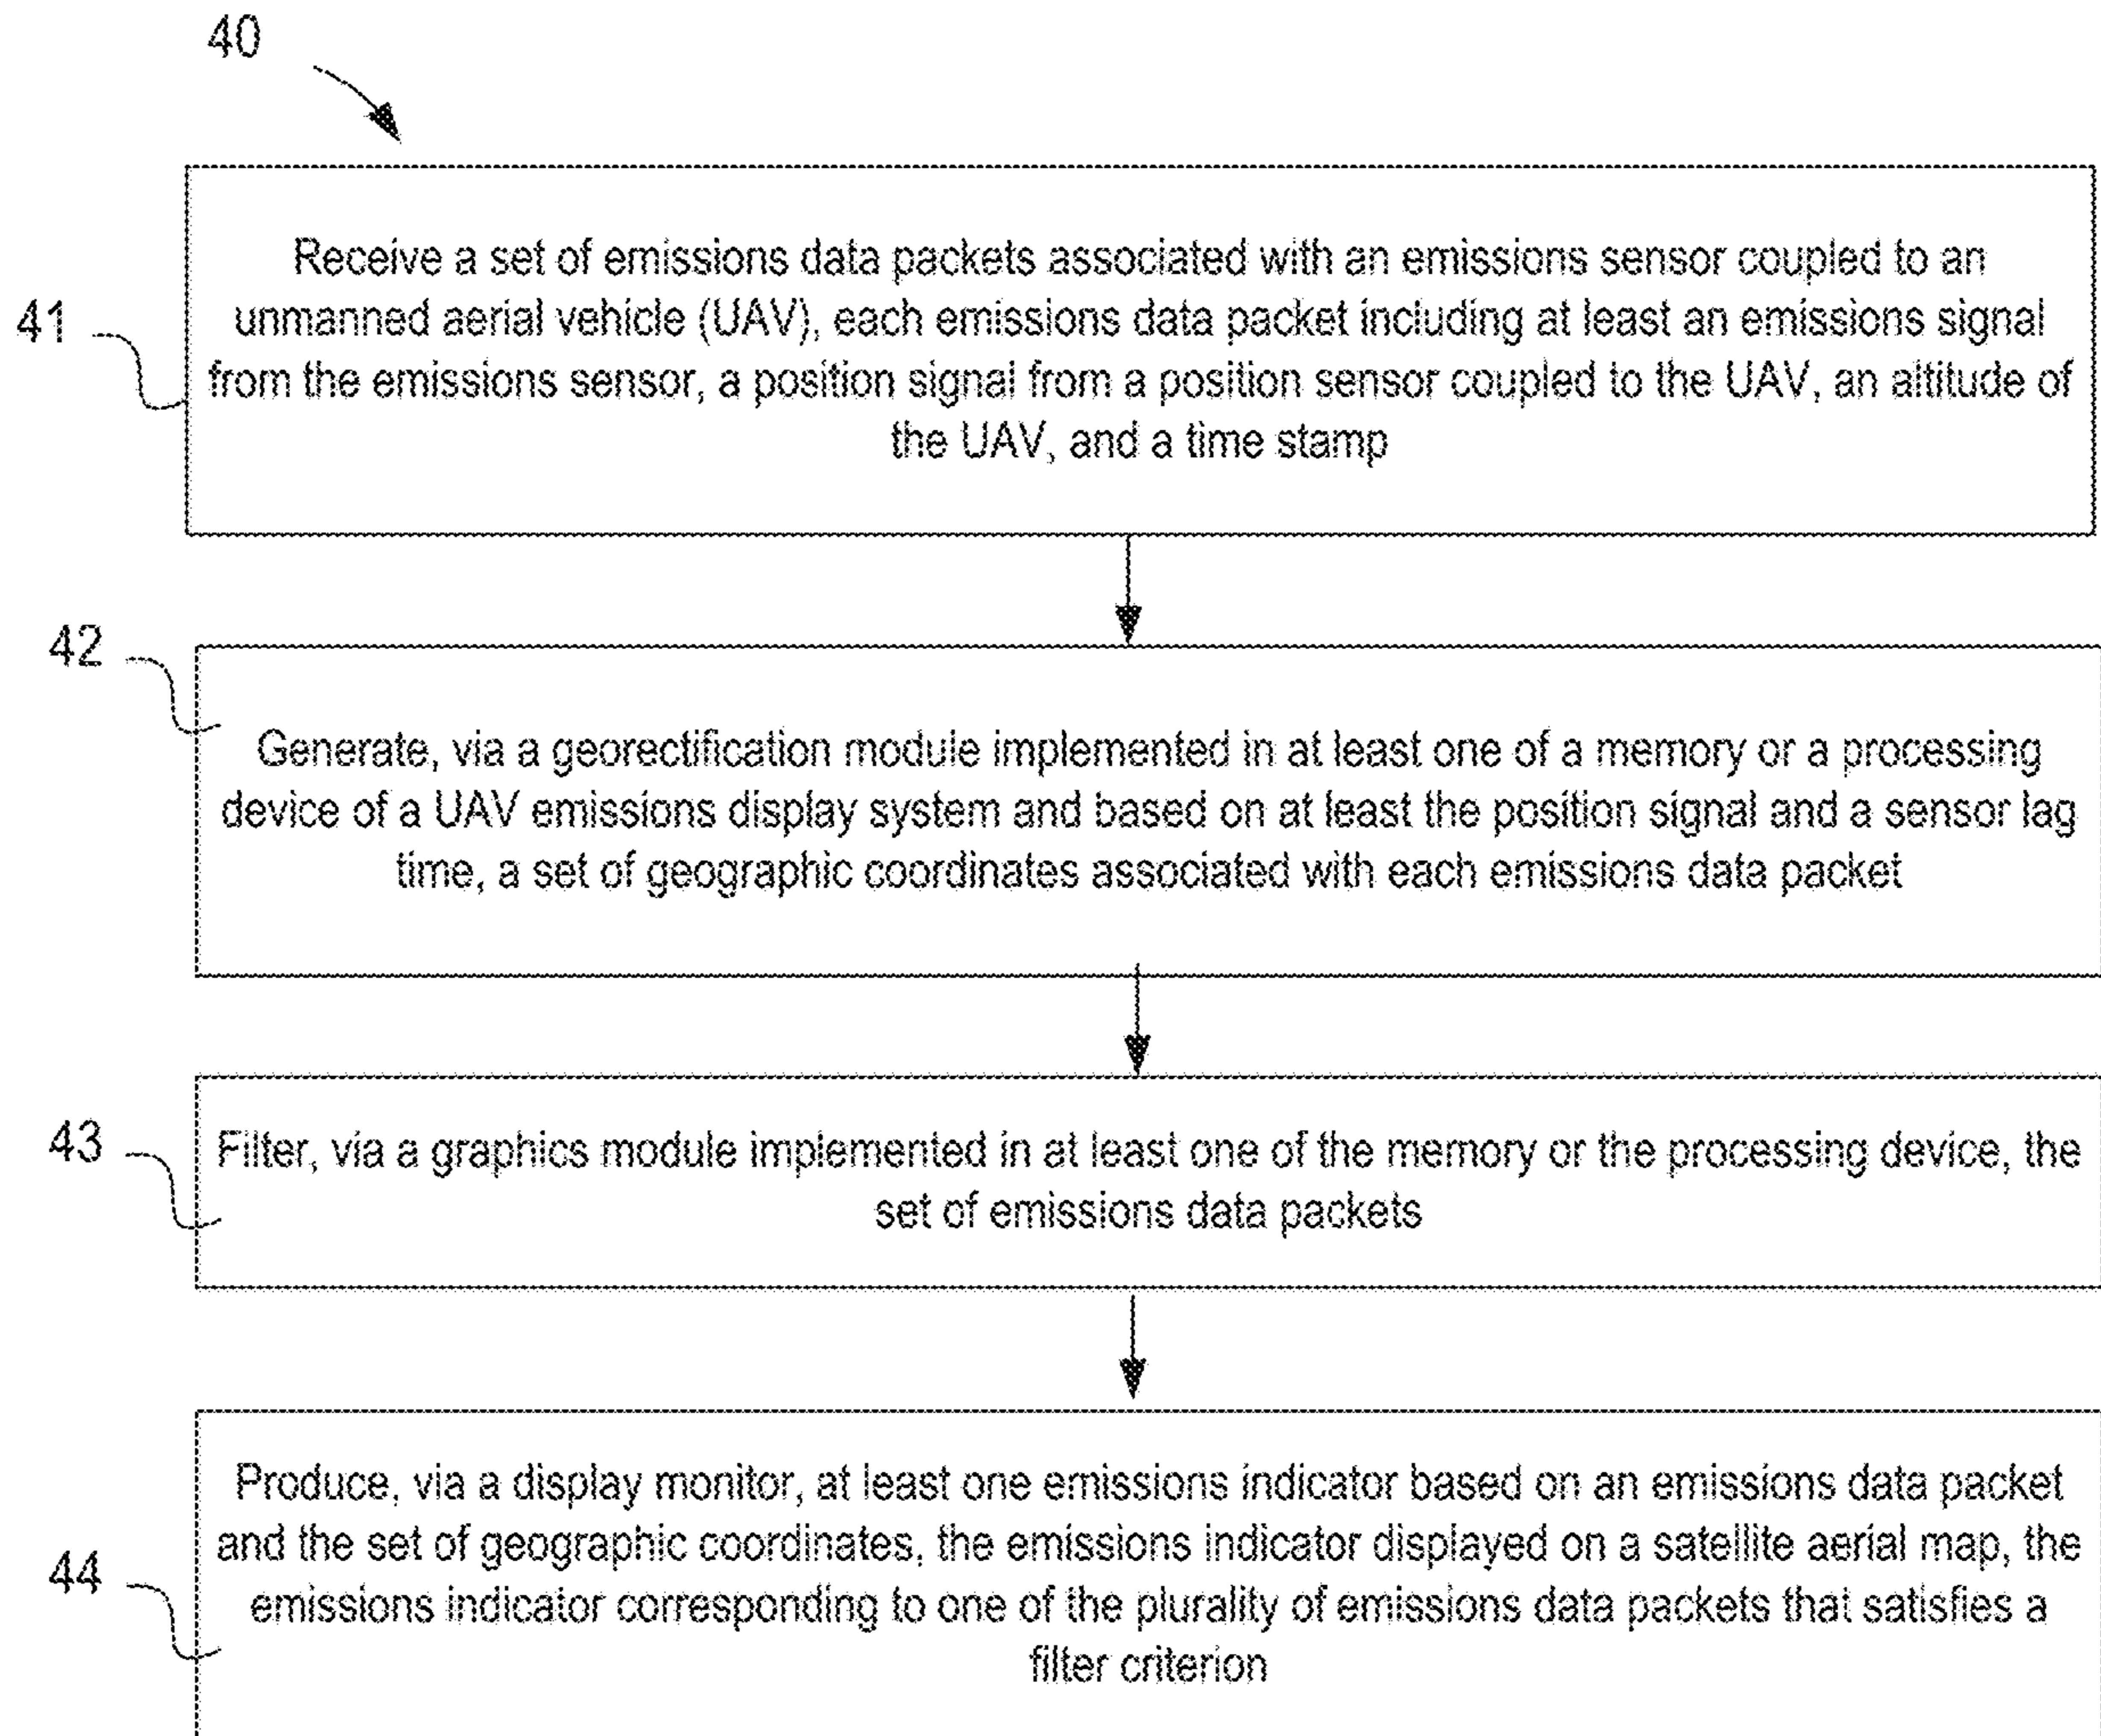 40
41
Receive a set of emissions data packets associated with an emissions sensor coupled to an
unmanned aerial vehicle (UAV), each emissions data packet including at least an emissions signal
from the emissions sensor, a position signal from a position sensor coupled to the UAV, an altitude of
the UAV, and a time stamp
42
Generate, via a georectification module implemented in at least one of a memory or a processing
device of a UAV emissions display system and based on at least the position signal and a sensor lag
time, a set of geographic coordinates associated with each emissions data packet
43
Filter, via a graphics module implemented in at least one of the memory or the processing device, the
set of emissions data packets
44
Produce, via a display monitor, at least one emissions indicator based on an emissions data packet
and the set of geographic coordinates, the emissions indicator displayed on a satellite aerial map, the
emissions indicator corresponding to one of the plurality of emissions data packets that satisfies a
filter criterion